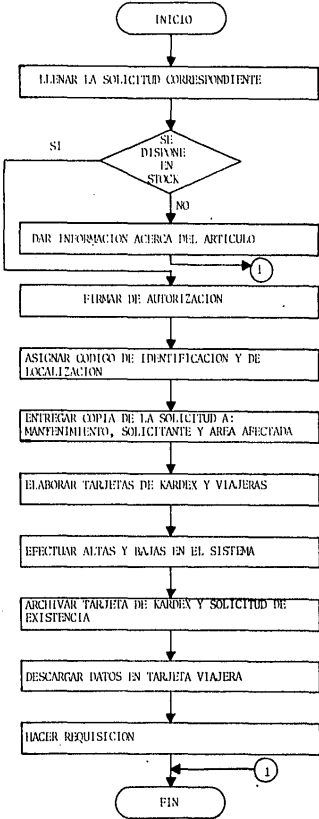 INICIO
LLENAR LA SOLICITUD CORRESPONDIENTE
SI
SE
DISPONE
EN
STOCK
NO
DAR INFORMACION ACERCA DEL ARTICULO
1
FIRMAR DE AUTORIZACION
ASIGNAR CODIGO DE IDENTIFICACION Y DE
LOCALIZACION
ENTREGAR COPIA DE LA SOLICITUD A:
MANTENIMIENTO, SOLICITANTE Y AREA AFECTADA
ELABORAR TARJETAS DE KARDEX Y VIAJERAS
EFECTUAR ALTAS Y BAJAS EN EL SISTEMA
ARCHIVAR TARJETA DE KARDEX Y SOLICITUD DE
EXISTENCIA
DESCARGAR DATOS EN TARJETA VIAJERA
HACER REQUISICION
1
FIN